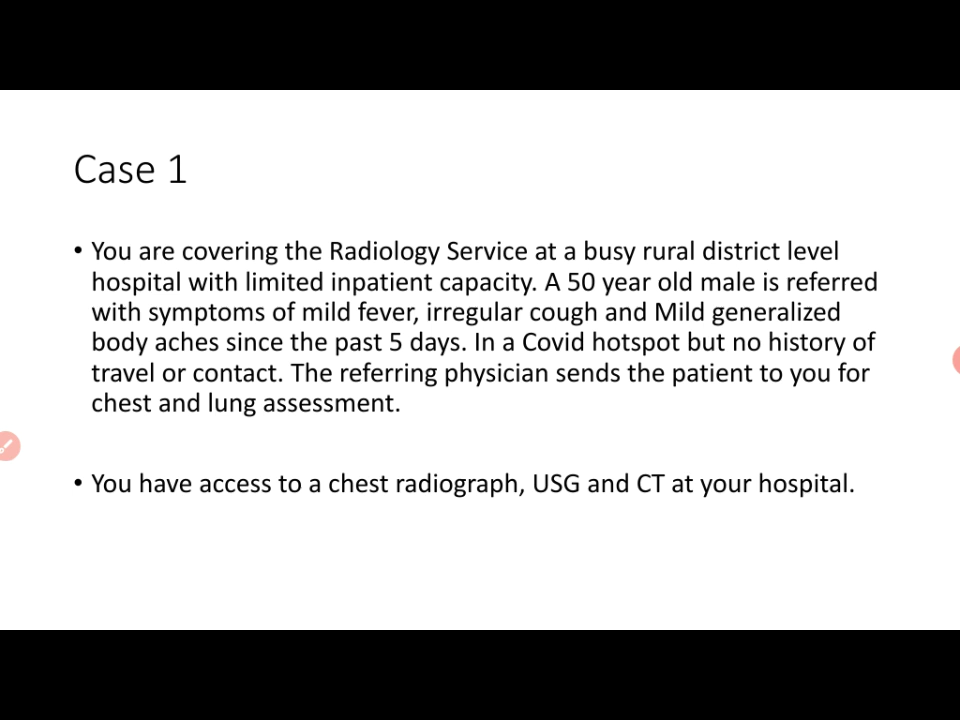 Case 1
• You are covering the Radiology Service at a busy rural district level
hospital with limited inpatient capacity. A 50 year old male is referred
with symptoms of mild fever, irregular cough and Mild generalized
body aches since the past 5 days. In a Covid hotspot but no history of
travel or contact. The referring physician sends the patient to you for
chest and lung assessment.
• You have access to a chest radiograph, USG and CT at your hospital.